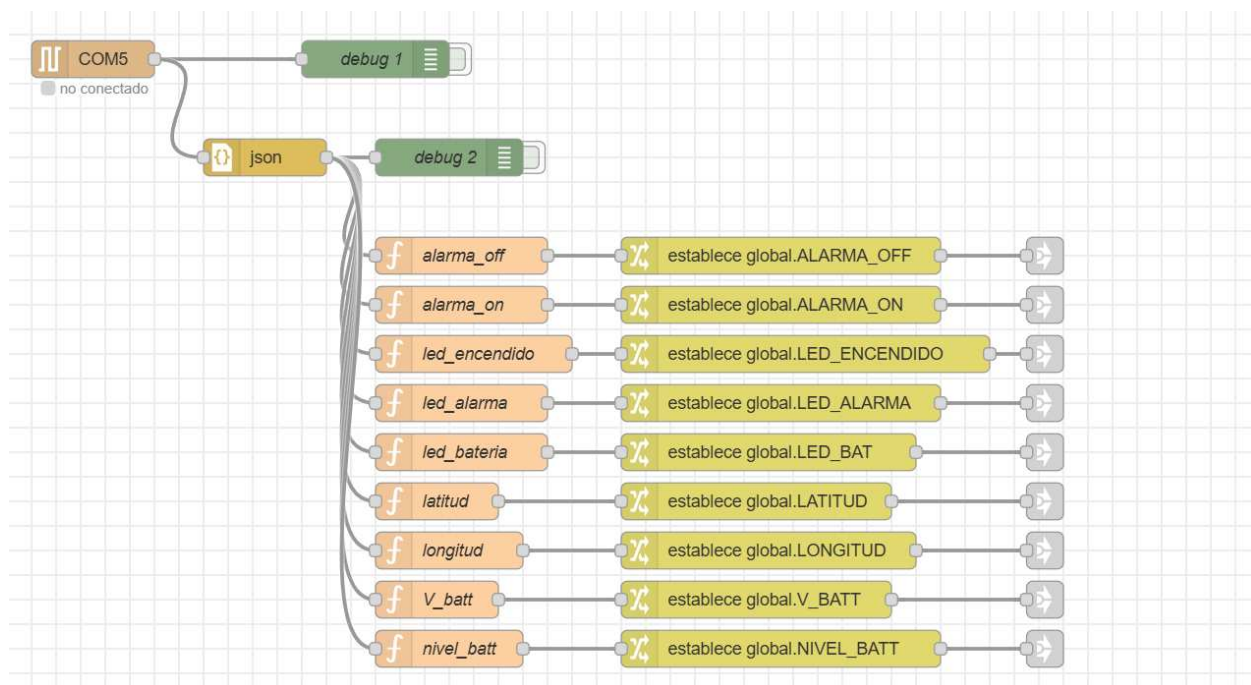 COM5
debug 1
no conectado
json
debug 2
alarma_off
establece global.ALARMA_OFF
alarma_on
establece global.ALARMA_ON
led_encendido
establece global.LED_ENCENDIDO
led_alarma
establece global.LED_ALARMA
led_bateria
establece global.LED_BAT
latitud
establece global.LATITUD
longitud
establece global.LONGITUD
V_batt
establece global.V_BATT
nivel_batt
establece global.NIVEL_BATT